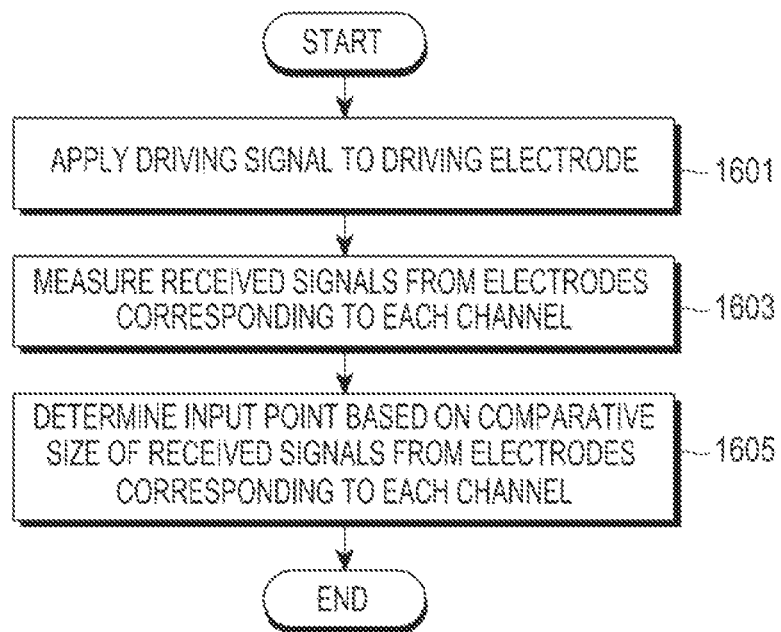 START
APPLY DRIVING SIGNAL TO DRIVING ELECTRODE
1601
MEASURE RECEIVED SIGNALS FROM ELECTRODES
CORRESPONDING TO EACH CHANNEL
1603
DETERMINE INPUT POINT BASED ON COMPARATIVE
SIZE OF RECEIVED SIGNALS FROM ELECTRODES
CORRESPONDING TO EACH CHANNEL
1605
END